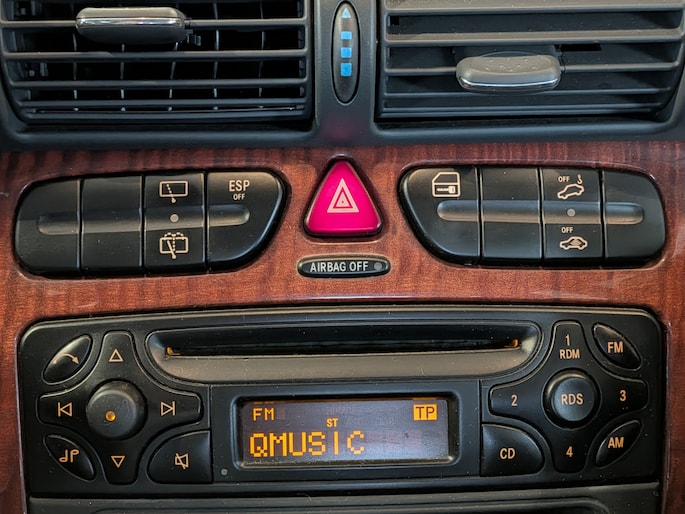 ESP
OFF
OFF
OFF
AIRBAG OFF
1
RDM
FM
2
RDS
3
CD
4
AM
FM
TP
ST
QMUSIC